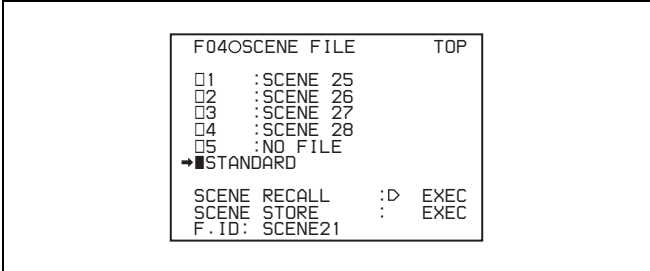 F04○SCENE FILE TOP
□1 :SCENE 25
□2 :SCENE 26
□3 :SCENE 27
□4 :SCENE 28
□5 :NO FILE
➔■STANDARD
SCENE RECALL :▷ EXEC
SCENE STORE : EXEC
F.ID: SCENE21